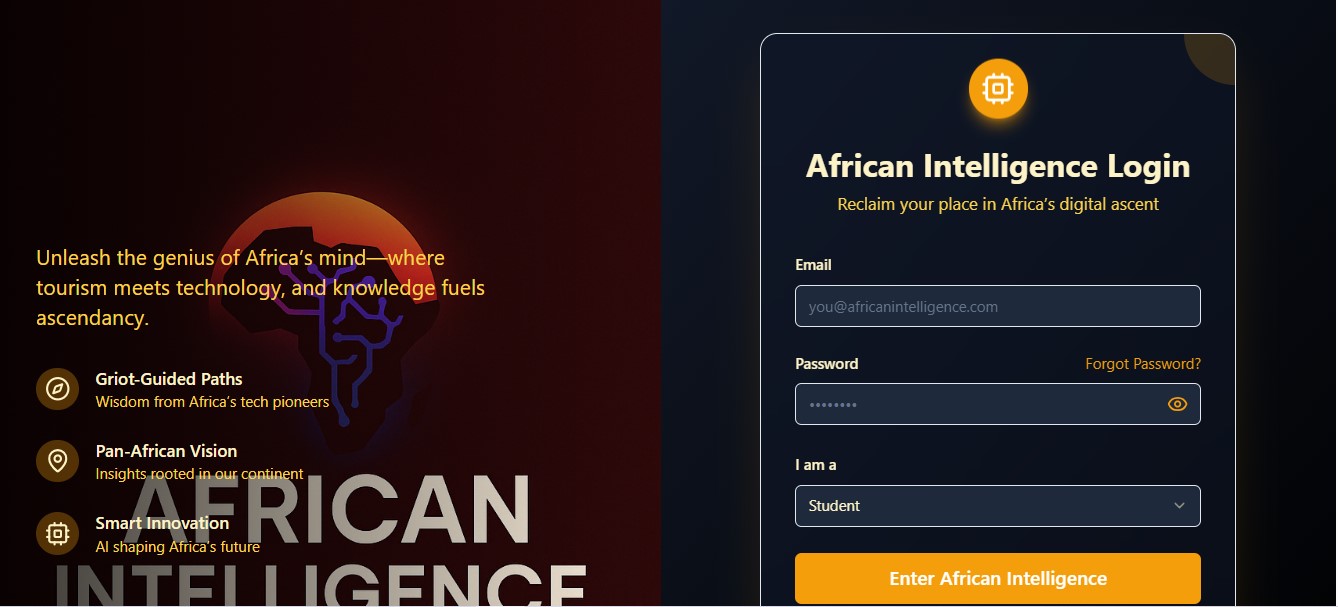 Unleash the genius of Africa’s mind—where
tourism meets technology, and knowledge fuels
ascendancy.
Griot-Guided Paths
Wisdom from Africa’s tech pioneers
Pan-African Vision
Insights rooted in our continent
Smart Innovation
AI shaping Africa's future
AFRICAN
INTELLIGENCE
African Intelligence Login
Reclaim your place in Africa’s digital ascent
Email
you@africanintelligence.com
Password
Forgot Password?
••••••••
I am a
Student
Enter African Intelligence